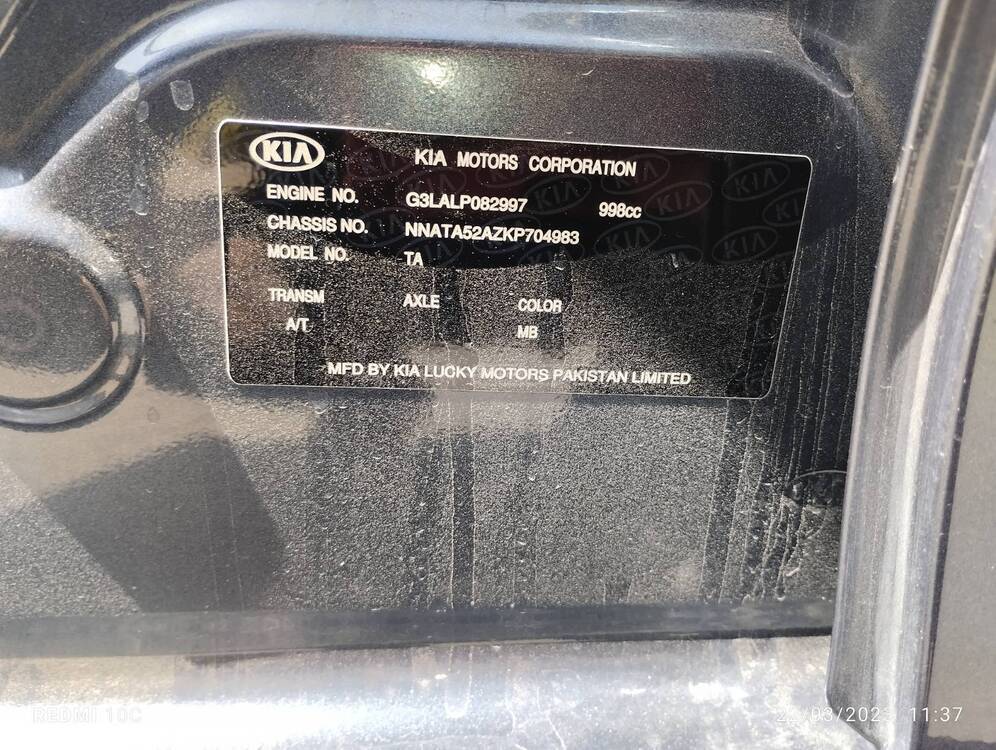 KIA KIA MOTORS CORPORATION
ENGINE NO. G3LALP082997 998cc
CHASSIS NO. NNATA52AZKP704983
MODEL NO. TA
TRANSM AXLE COLOR
A/T MB
MFD BY KIA LUCKY MOTORS PAKISTAN LIMITED
REDMI 10C 11:37